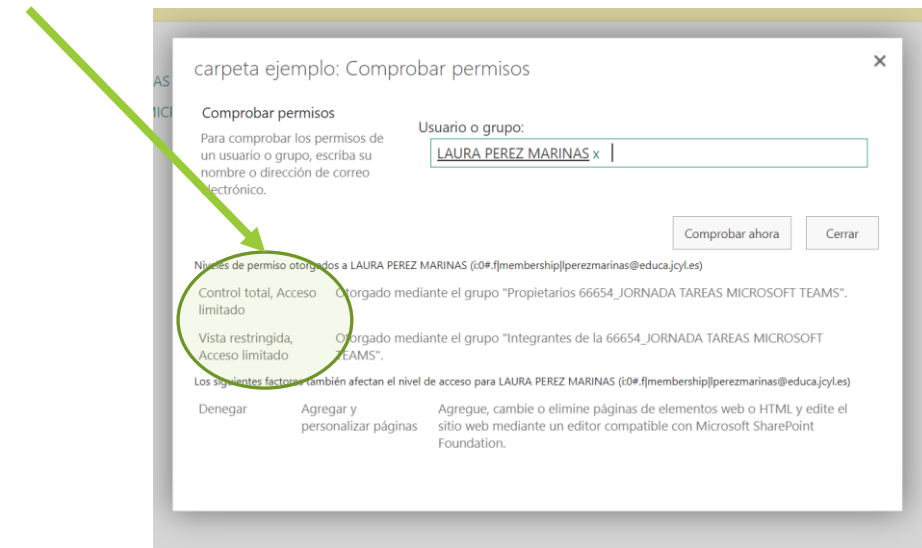 carpeta ejemplo: Comprobar permisos
×
AS
MICR
Comprobar permisos
Para comprobar los permisos de
un usuario o grupo, escriba su
nombre o dirección de correo
electrónico.
Usuario o grupo:
LAURA PEREZ MARINAS x
Comprobar ahora
Cerrar
Niveles de permiso otorgados a LAURA PEREZ MARINAS (i:0#.f|membership|lperezmarinas@educa.jcyl.es)
Control total, Acceso
limitado
Otorgado mediante el grupo "Propietarios 66654_JORNADA TAREAS MICROSOFT TEAMS".
Vista restringida,
Acceso limitado
Otorgado mediante el grupo "Integrantes de la 66654_JORNADA TAREAS MICROSOFT
TEAMS".
Los siguientes factores también afectan el nivel de acceso para LAURA PEREZ MARINAS (i:0#.f|membership|lperezmarinas@educa.jcyl.es)
Denegar
Agregar y
personalizar páginas
Agregue, cambie o elimine páginas de elementos web o HTML y edite el
sitio web mediante un editor compatible con Microsoft SharePoint
Foundation.